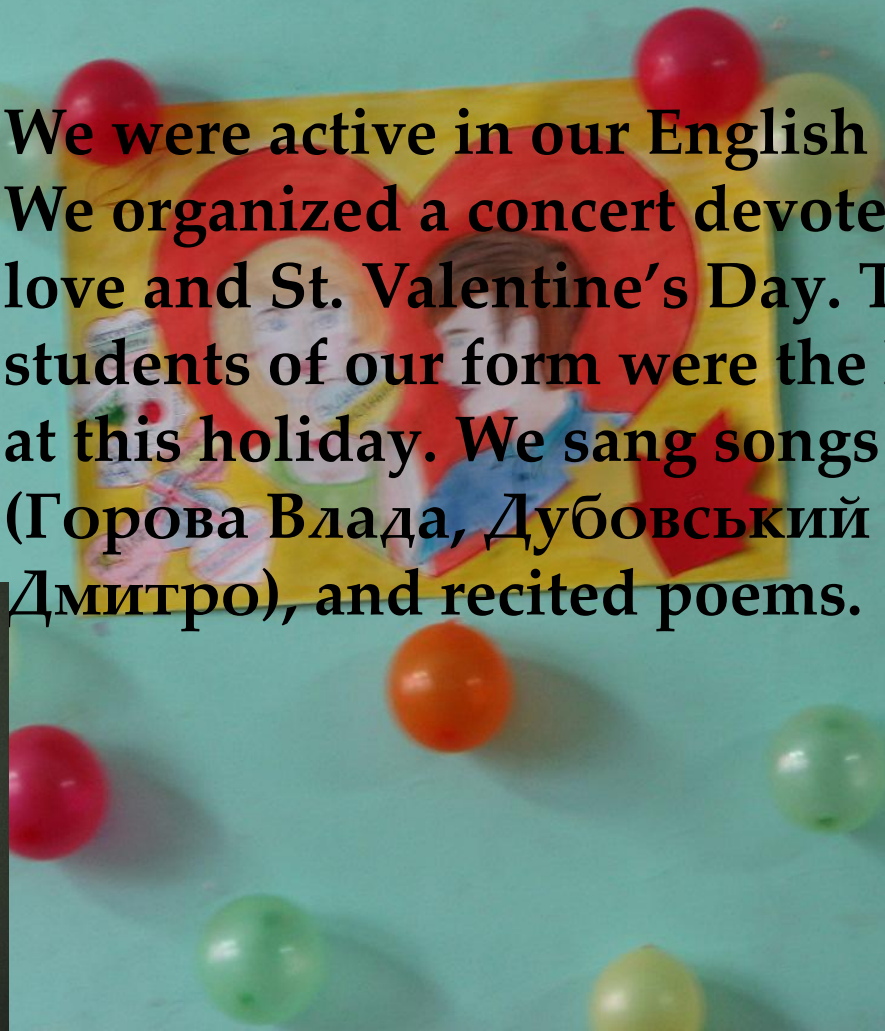 We were active in our English
We organized a concert devote
love and St. Valentine’s Day. T
students of our form were the
at this holiday. We sang songs
(Горова Влада, Дубовський
Дмитро), and recited poems.